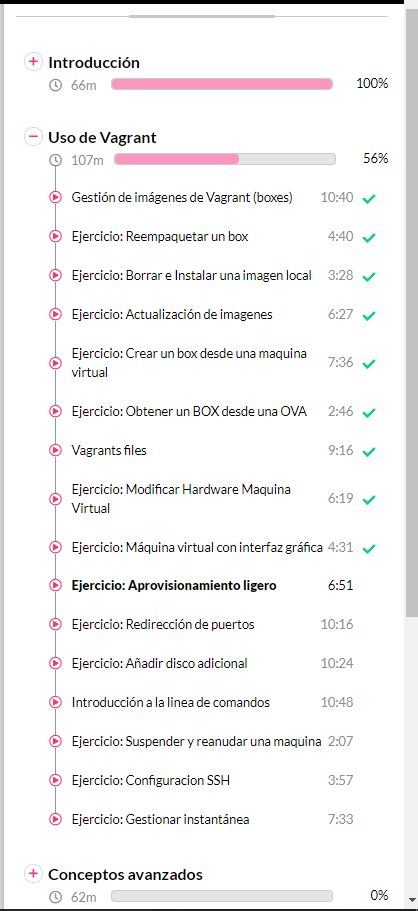 Introducción
66m 100%
Uso de Vagrant
107m 56%
Gestión de imágenes de Vagrant (boxes) 10:40
Ejercicio: Reempaquetar un box 4:40
Ejercicio: Borrar e Instalar una imagen local 3:28
Ejercicio: Actualización de imagenes 6:27
Ejercicio: Crear un box desde una maquina
virtual 7:36
Ejercicio: Obtener un BOX desde una OVA 2:46
Vagrants files 9:16
Ejercicio: Modificar Hardware Maquina
Virtual 6:19
Ejercicio: Máquina virtual con interfaz gráfica 4:31
Ejercicio: Aprovisionamiento ligero 6:51
Ejercicio: Redirección de puertos 10:16
Ejercicio: Añadir disco adicional 10:24
Introducción a la linea de comandos 10:48
Ejercicio: Suspender y reanudar una maquina 2:07
Ejercicio: Configuracion SSH 3:57
Ejercicio: Gestionar instantánea 7:33
Conceptos avanzados
62m 0%